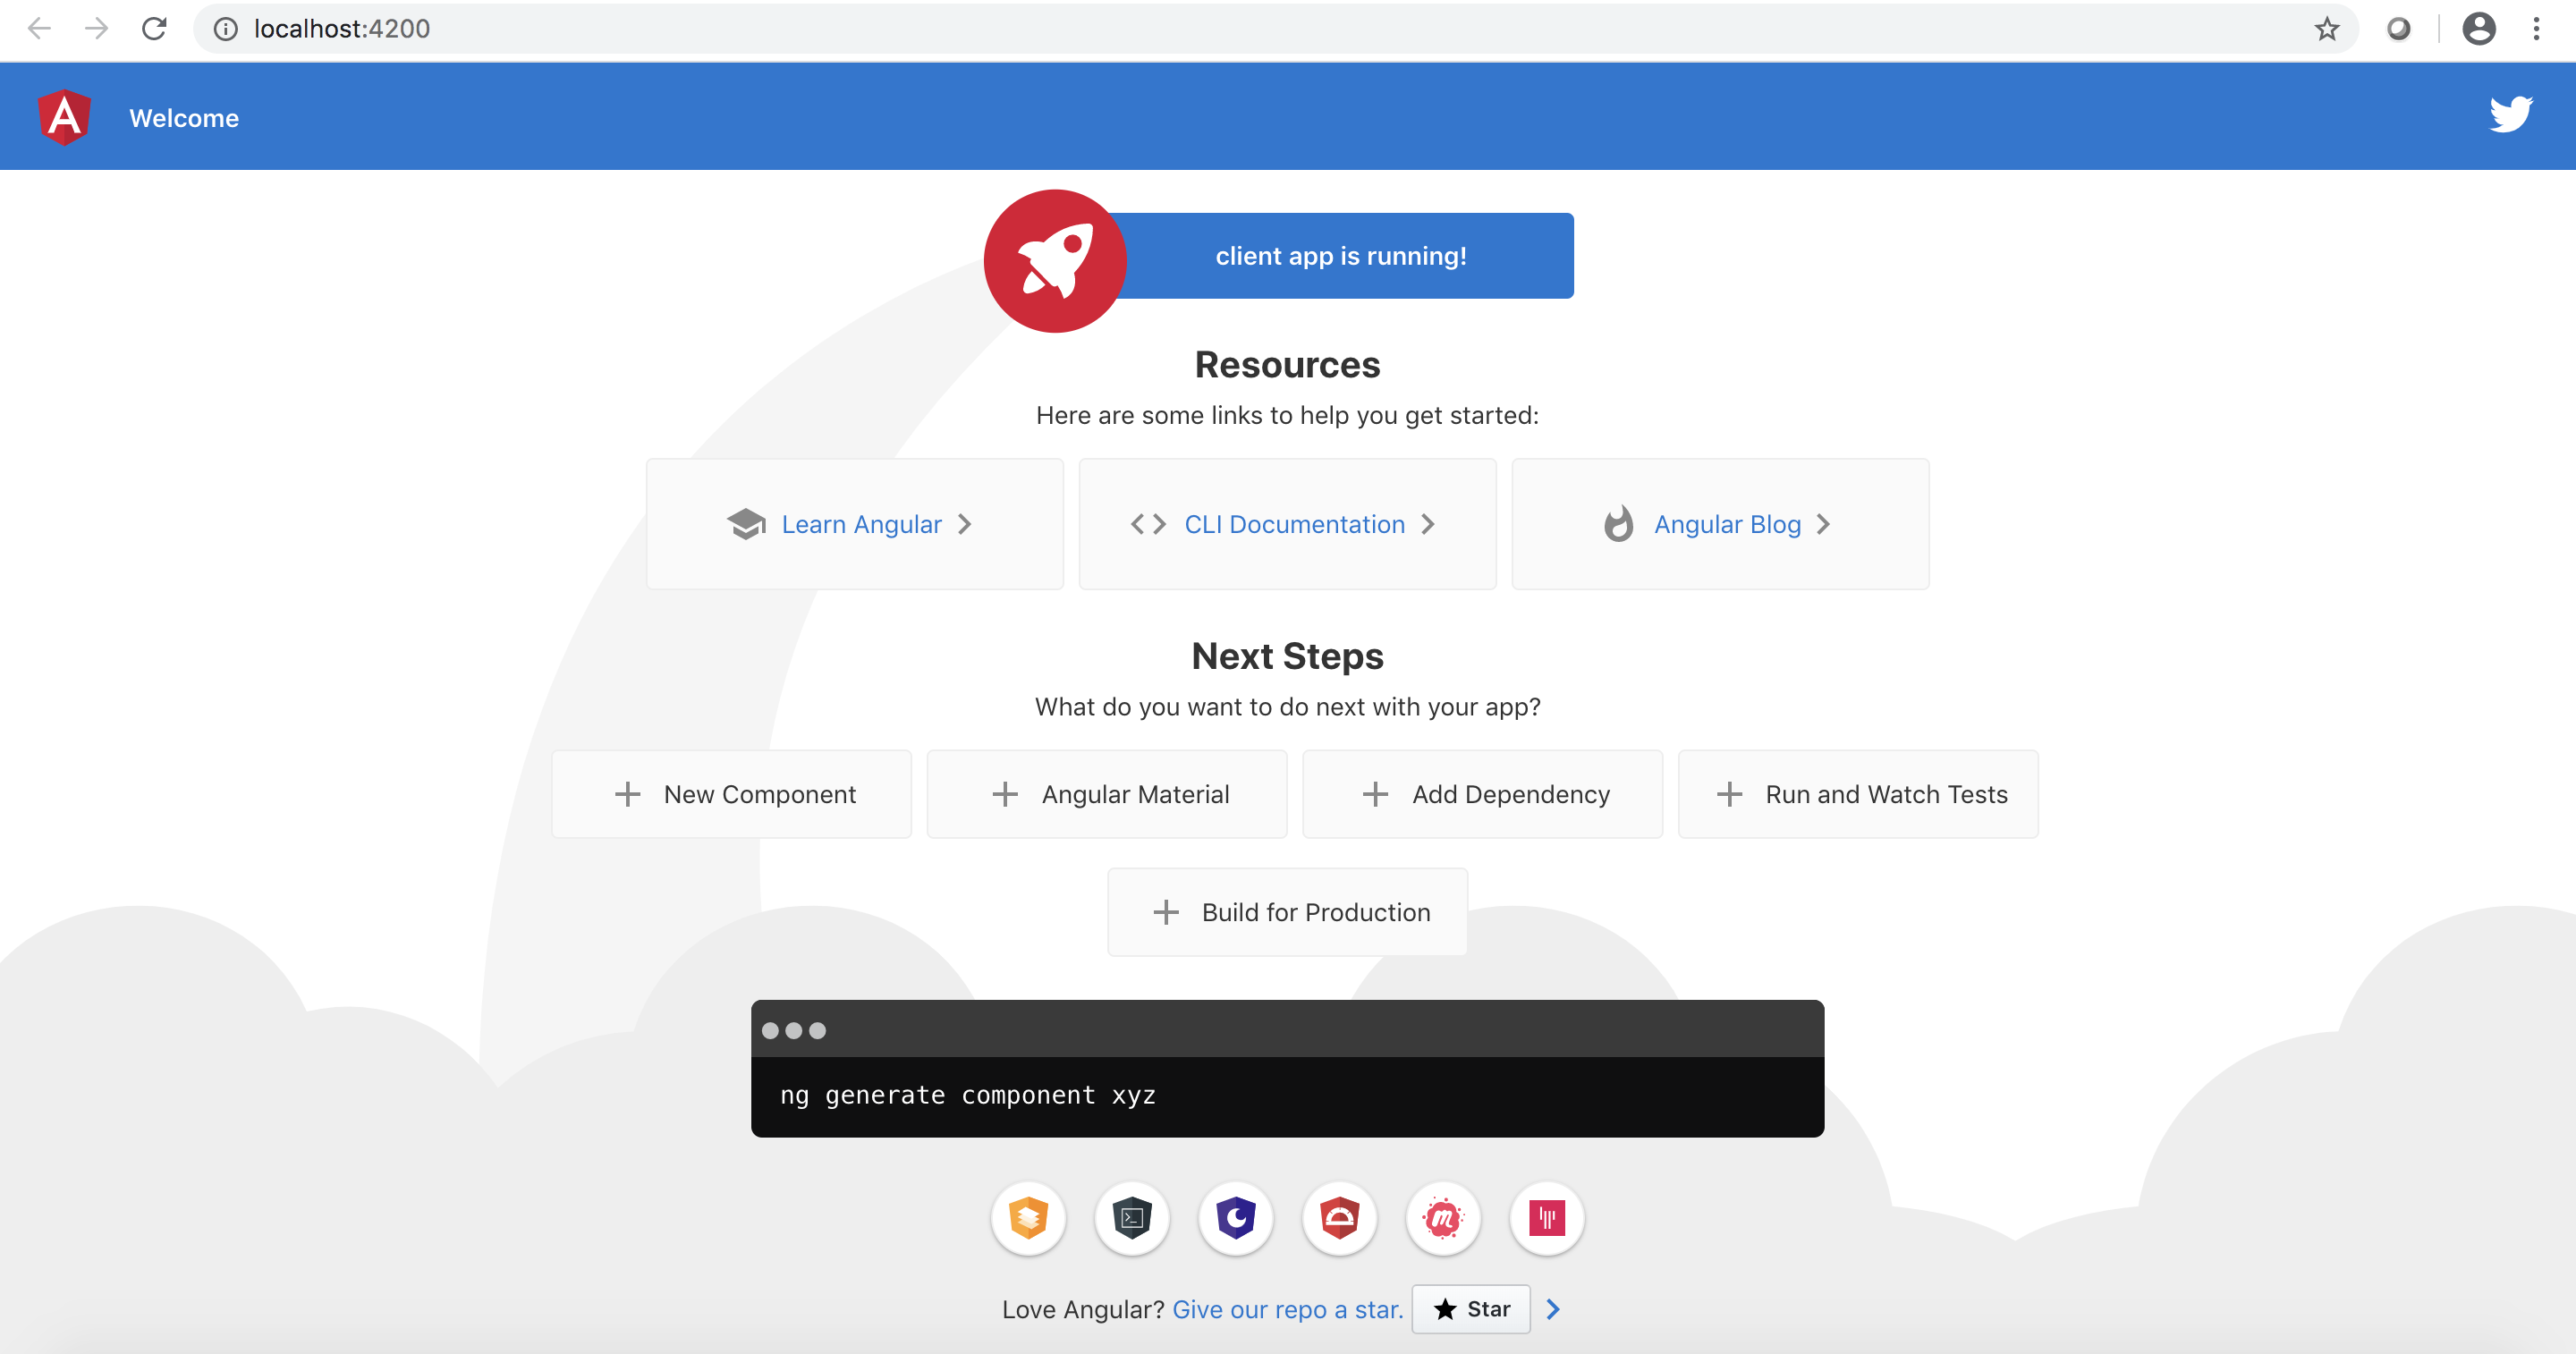 localhost:4200
Welcome
client app is running!
Resources
Here are some links to help you get started:
Learn Angular
CLI Documentation
Angular Blog
Next Steps
What do you want to do next with your app?
New Component
Angular Material
Add Dependency
Run and Watch Tests
Build for Production
ng generate component xyz
Love Angular? Give our repo a star. Star